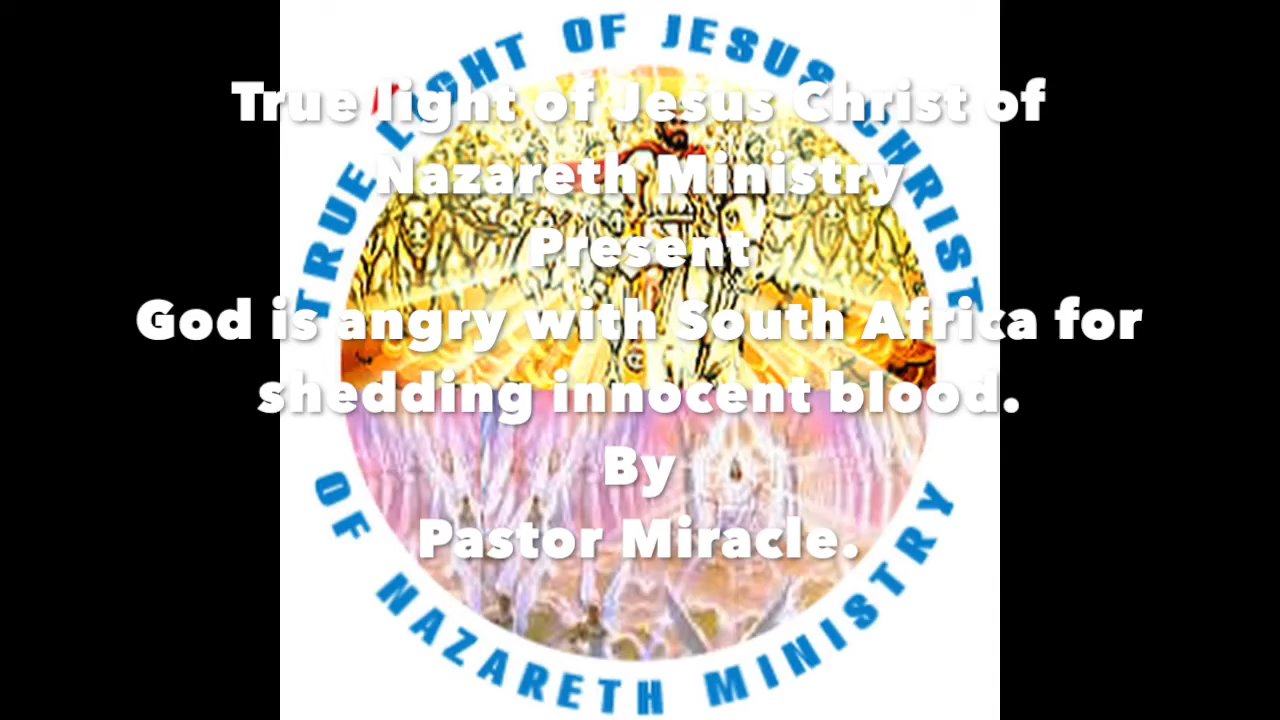 TRUE LIGHT OF JESUS CHRIST
True light of Jesus Christ of
Nazareth Ministry
Present
God is angry with South Africa for
shedding innocent blood.
By
Pastor Miracle.
OF NAZARETH MINISTRY